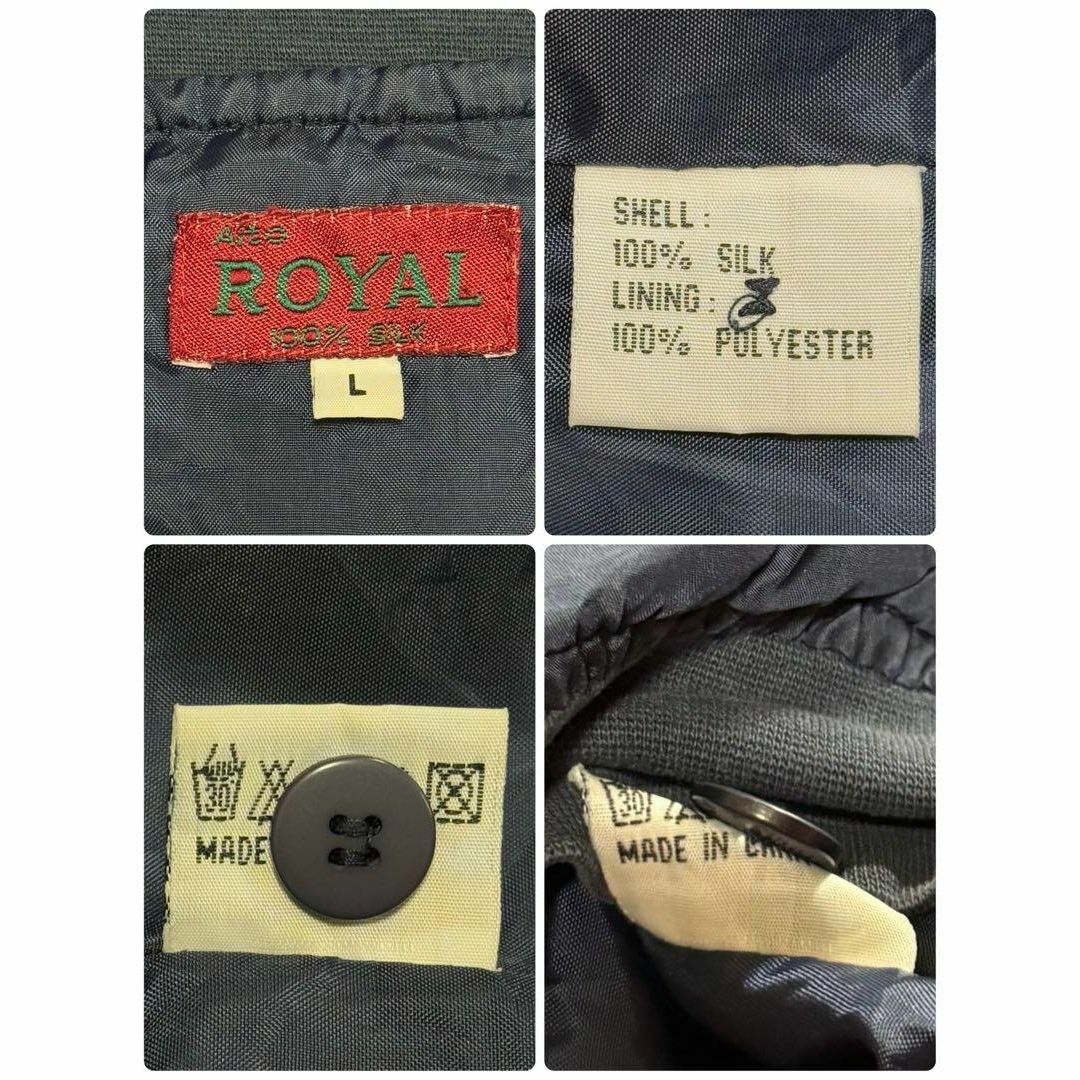 ROYAL
100% SILK
L
SHELL:
100% SILK
LINING:
100% POLYESTER
30
MADE
30
MADE IN